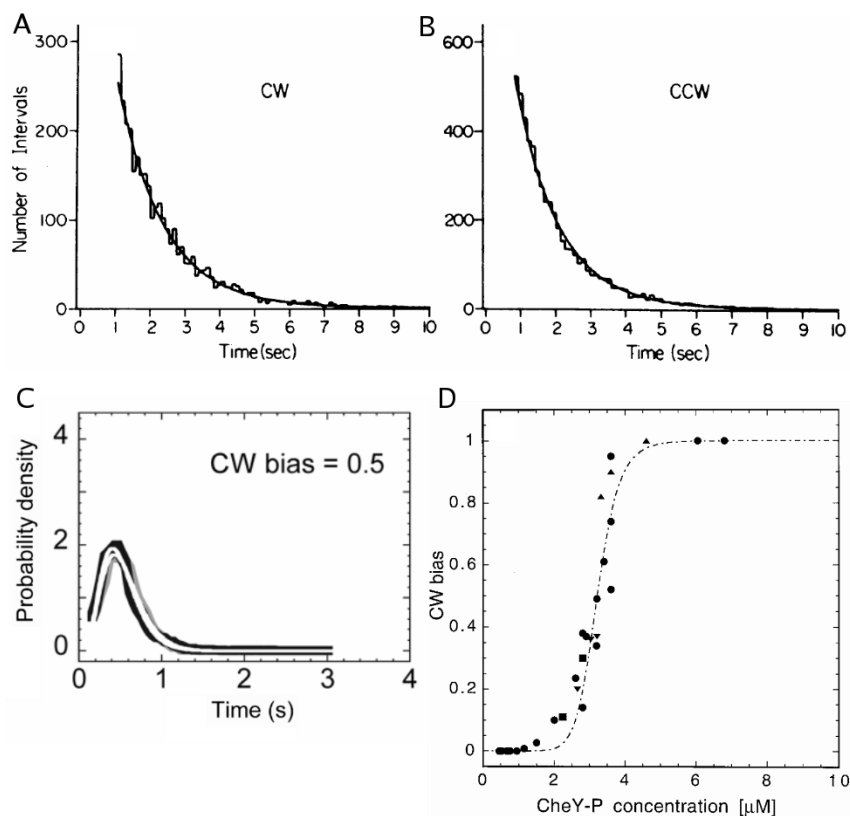 A
300
200
100
0
Number of Intervals
CW
0 1 2 3 4 5 6 7 8 9 10
Time(sec)
B
600
400
200
0
CCW
0 1 2 3 4 5 6 7 8 9 10
Time (sec)
C
4
2
0
Probability density
CW bias = 0.5
0 1 2 3 4
Time (s)
D
1
0.8
0.6
0.4
0.2
0
CW bias
0 2 4 6 8 10
CheY-P concentration [μM]